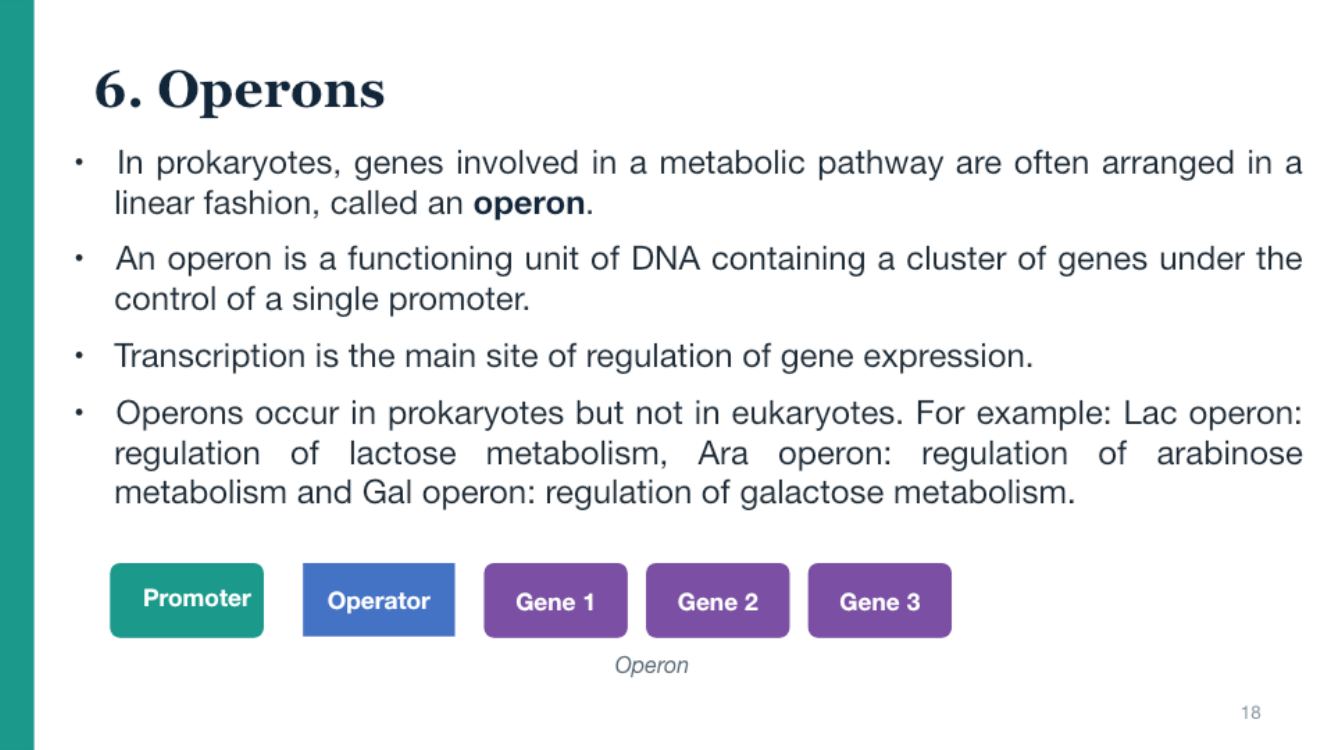 6. Operons
• In prokaryotes, genes involved in a metabolic pathway are often arranged in a
linear fashion, called an operon.
• An operon is a functioning unit of DNA containing a cluster of genes under the
control of a single promoter.
• Transcription is the main site of regulation of gene expression.
• Operons occur in prokaryotes but not in eukaryotes. For example: Lac operon:
regulation of lactose metabolism, Ara operon: regulation of arabinose
metabolism and Gal operon: regulation of galactose metabolism.
Promoter Operator Gene 1 Gene 2 Gene 3
Operon
18